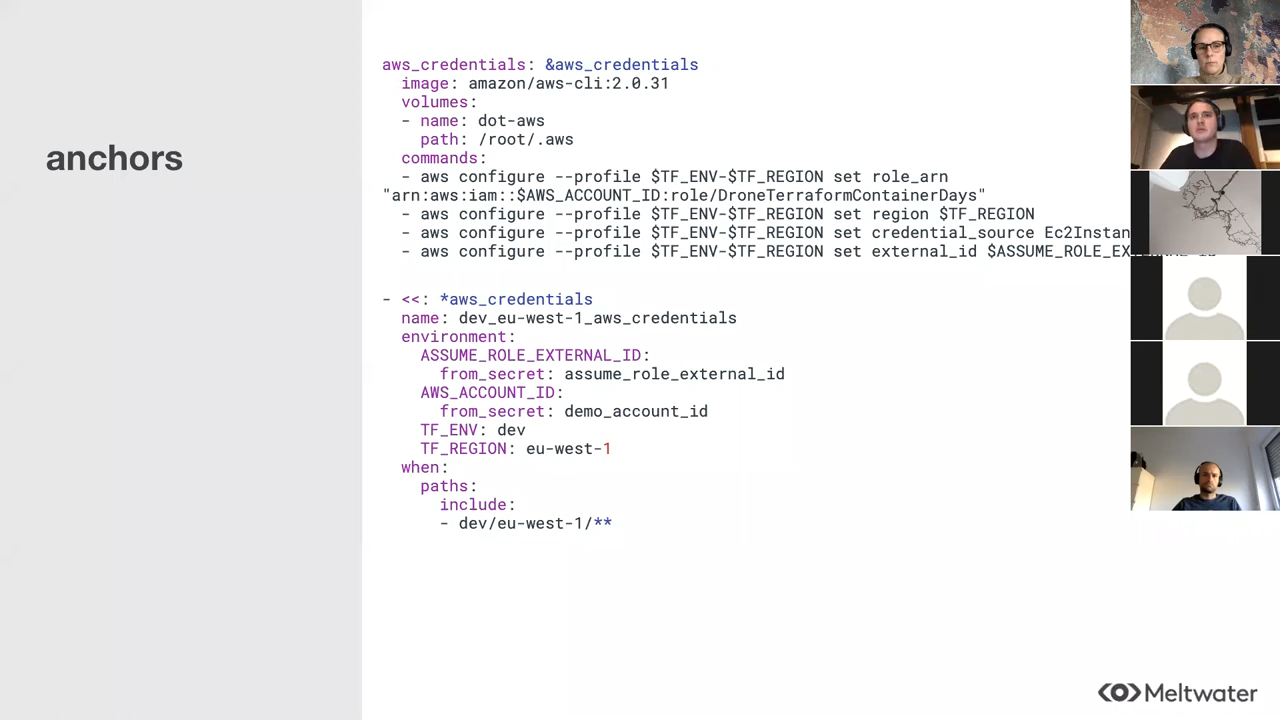 anchors
aws_credentials: &aws_credentials
image: amazon/aws-cli:2.0.31
volumes:
- name: dot-aws
path: /root/.aws
commands:
- aws configure --profile $TF_ENV-$TF_REGION set role_arn
"arn:aws:iam::$AWS_ACCOUNT_ID:role/DroneTerraformContainerDays"
- aws configure --profile $TF_ENV-$TF_REGION set region $TF_REGION
- aws configure --profile $TF_ENV-$TF_REGION set credential_source Ec2Instan
- aws configure --profile $TF_ENV-$TF_REGION set external_id $ASSUME_ROLE_EX
- <<: *aws_credentials
name: dev_eu-west-1_aws_credentials
environment:
ASSUME_ROLE_EXTERNAL_ID:
from_secret: assume_role_external_id
AWS_ACCOUNT_ID:
from_secret: demo_account_id
TF_ENV: dev
TF_REGION: eu-west-1
when:
paths:
include:
- dev/eu-west-1/**
Meltwater